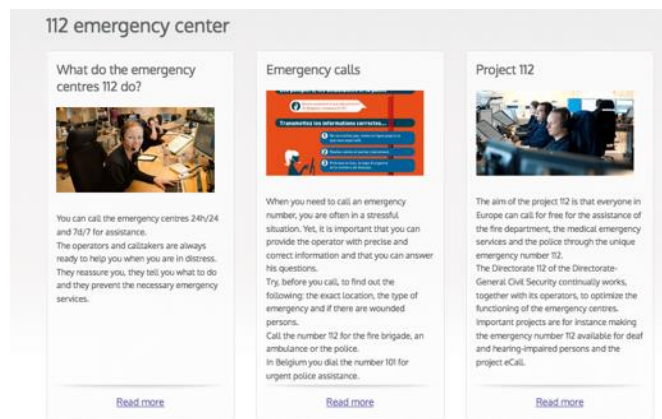 112 emergency center
What do the emergency
centres 112 do?
You can call the emergency centres 24h/24
and 7d/7 for assistance.
The operators and calltakers are always
ready to help you when you are in distress.
They reassure you, they tell you what to do
and they prevent the necessary emergency
services.
Read more
Emergency calls
Transmettez les informations correctes...
1
2
3
When you need to call an emergency
number, you are often in a stressful
situation. Yet, it is important that you can
provide the operator with precise and
correct information and that you can answer
his questions.
Try, before you call, to find out the
following: the exact location, the type of
emergency and if there are wounded
persons.
Call the number 112 for the fire brigade, an
ambulance or the police.
In Belgium you dial the number 101 for
urgent police assistance.
Read more
Project 112
The aim of the project 112 is that everyone in
Europe can call for free for the assistance of
the fire department, the medical emergency
services and the police through the unique
emergency number 112.
The Directorate 112 of the Directorate-
General Civil Security continually works,
together with its operators, to optimize the
functioning of the emergency centres.
Important projects are for instance making
the emergency number 112 available for deaf
and hearing-impaired persons and the
project eCall.
Read more